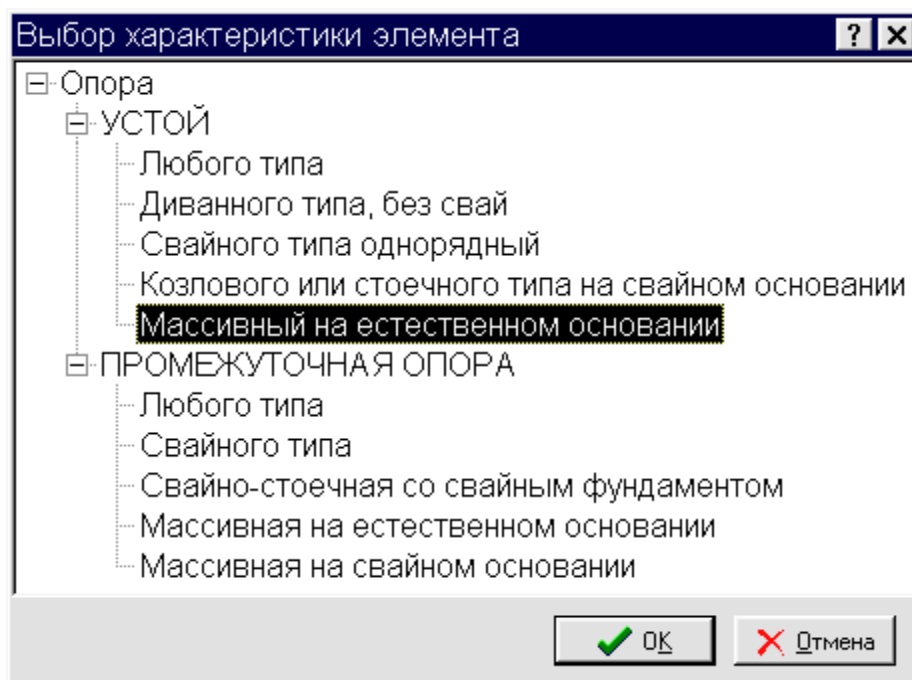 Выбор характеристики элемента
Опора
УСТОЙ
Любого типа
Диванного типа, без свай
Свайного типа однорядный
Козлового или стоечного типа на свайном основании
Массивный на естественном основании
ПРОМЕЖУТОЧНАЯ ОПОРА
Любого типа
Свайного типа
Свайно-стоечная со свайным фундаментом
Массивная на естественном основании
Массивная на свайном основании
OK Отмена